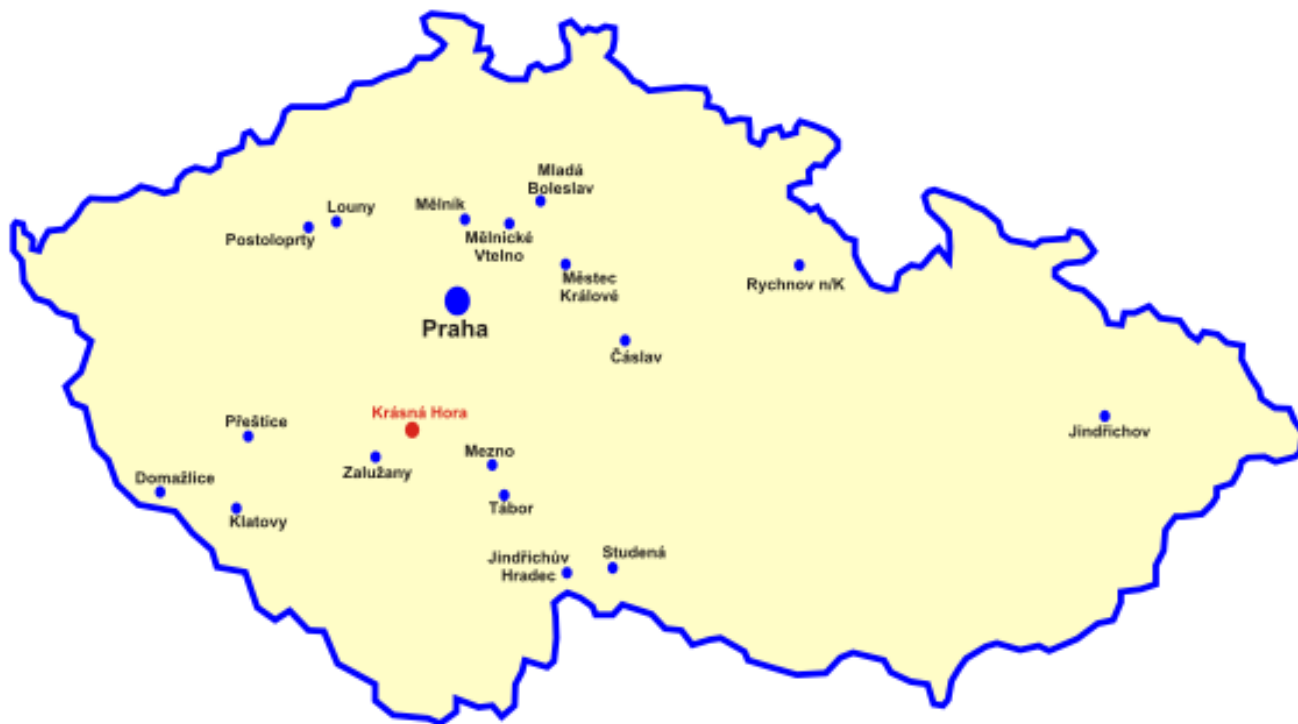 Mladá
Boleslav
Louny
Mělník
Postoloprty
Mělnické
Vtelno
Městec
Králové
Rychnov n/K
Praha
Čáslav
Krásná Hora
Přeštice
Jindřichov
Mezno
Zalužany
Domažlice
Tábor
Klatovy
Jindřichův
Hradec
Studená